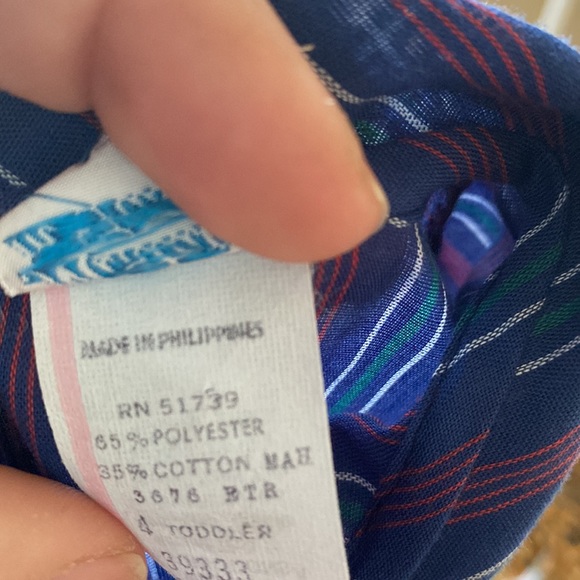 MADE IN PHILIPPINES
RN 51739
65% POLYESTER
35% COTTON MAH
3676 BTR
4 TODDLER
39333